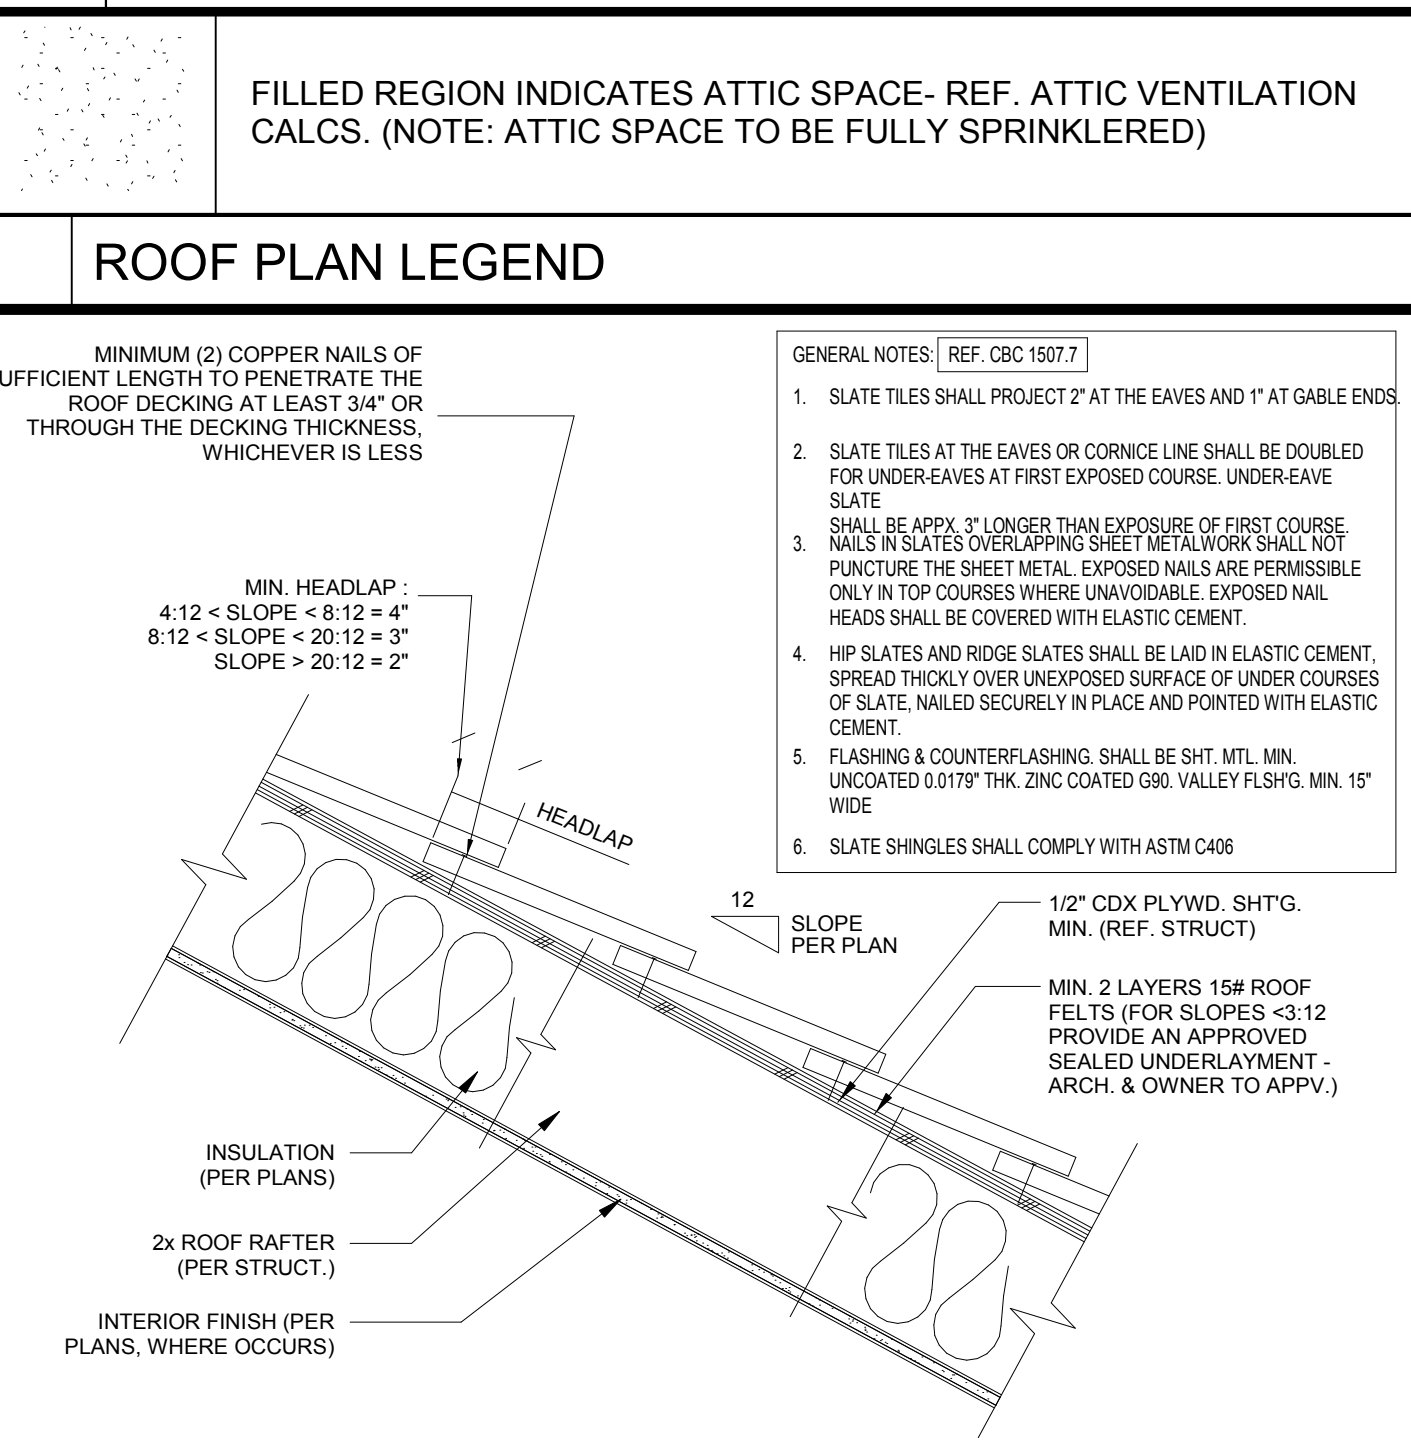 FILLED REGION INDICATES ATTIC SPACE- REF. ATTIC VENTILATION
CALCS. (NOTE: ATTIC SPACE TO BE FULLY SPRINKLERED)
ROOF PLAN LEGEND
MINIMUM (2) COPPER NAILS OF
UFFICIENT LENGTH TO PENETRATE THE
ROOF DECKING AT LEAST 3/4" OR
THROUGH THE DECKING THICKNESS,
WHICHEVER IS LESS
MIN. HEADLAP :
4:12 < SLOPE < 8:12 = 4"
8:12 < SLOPE < 20:12 = 3"
SLOPE > 20:12 = 2"
GENERAL NOTES: REF. CBC 1507.7
1. SLATE TILES SHALL PROJECT 2" AT THE EAVES AND 1" AT GABLE ENDS.
2. SLATE TILES AT THE EAVES OR CORNICE LINE SHALL BE DOUBLED
FOR UNDER-EAVES AT FIRST EXPOSED COURSE. UNDER-EAVE
SLATE
SHALL BE APPX. 3" LONGER THAN EXPOSURE OF FIRST COURSE.
3. NAILS IN SLATES OVERLAPPING SHEET METALWORK SHALL NOT
PUNCTURE THE SHEET METAL. EXPOSED NAILS ARE PERMISSIBLE
ONLY IN TOP COURSES WHERE UNAVOIDABLE. EXPOSED NAIL
HEADS SHALL BE COVERED WITH ELASTIC CEMENT.
4. HIP SLATES AND RIDGE SLATES SHALL BE LAID IN ELASTIC CEMENT,
SPREAD THICKLY OVER UNEXPOSED SURFACE OF UNDER COURSES
OF SLATE, NAILED SECURELY IN PLACE AND POINTED WITH ELASTIC
CEMENT.
5. FLASHING & COUNTERFLASHING. SHALL BE SHT. MTL. MIN.
UNCOATED 0.0179" THK. ZINC COATED G90. VALLEY FLSH'G. MIN. 15"
WIDE
6. SLATE SHINGLES SHALL COMPLY WITH ASTM C406
HEADLAP
12
SLOPE
PER PLAN
1/2" CDX PLYWD. SHT'G.
MIN. (REF. STRUCT)
MIN. 2 LAYERS 15# ROOF
FELTS (FOR SLOPES <3:12
PROVIDE AN APPROVED
SEALED UNDERLAYMENT -
ARCH. & OWNER TO APPV.)
INSULATION
(PER PLANS)
2x ROOF RAFTER
(PER STRUCT.)
INTERIOR FINISH (PER
PLANS, WHERE OCCURS)